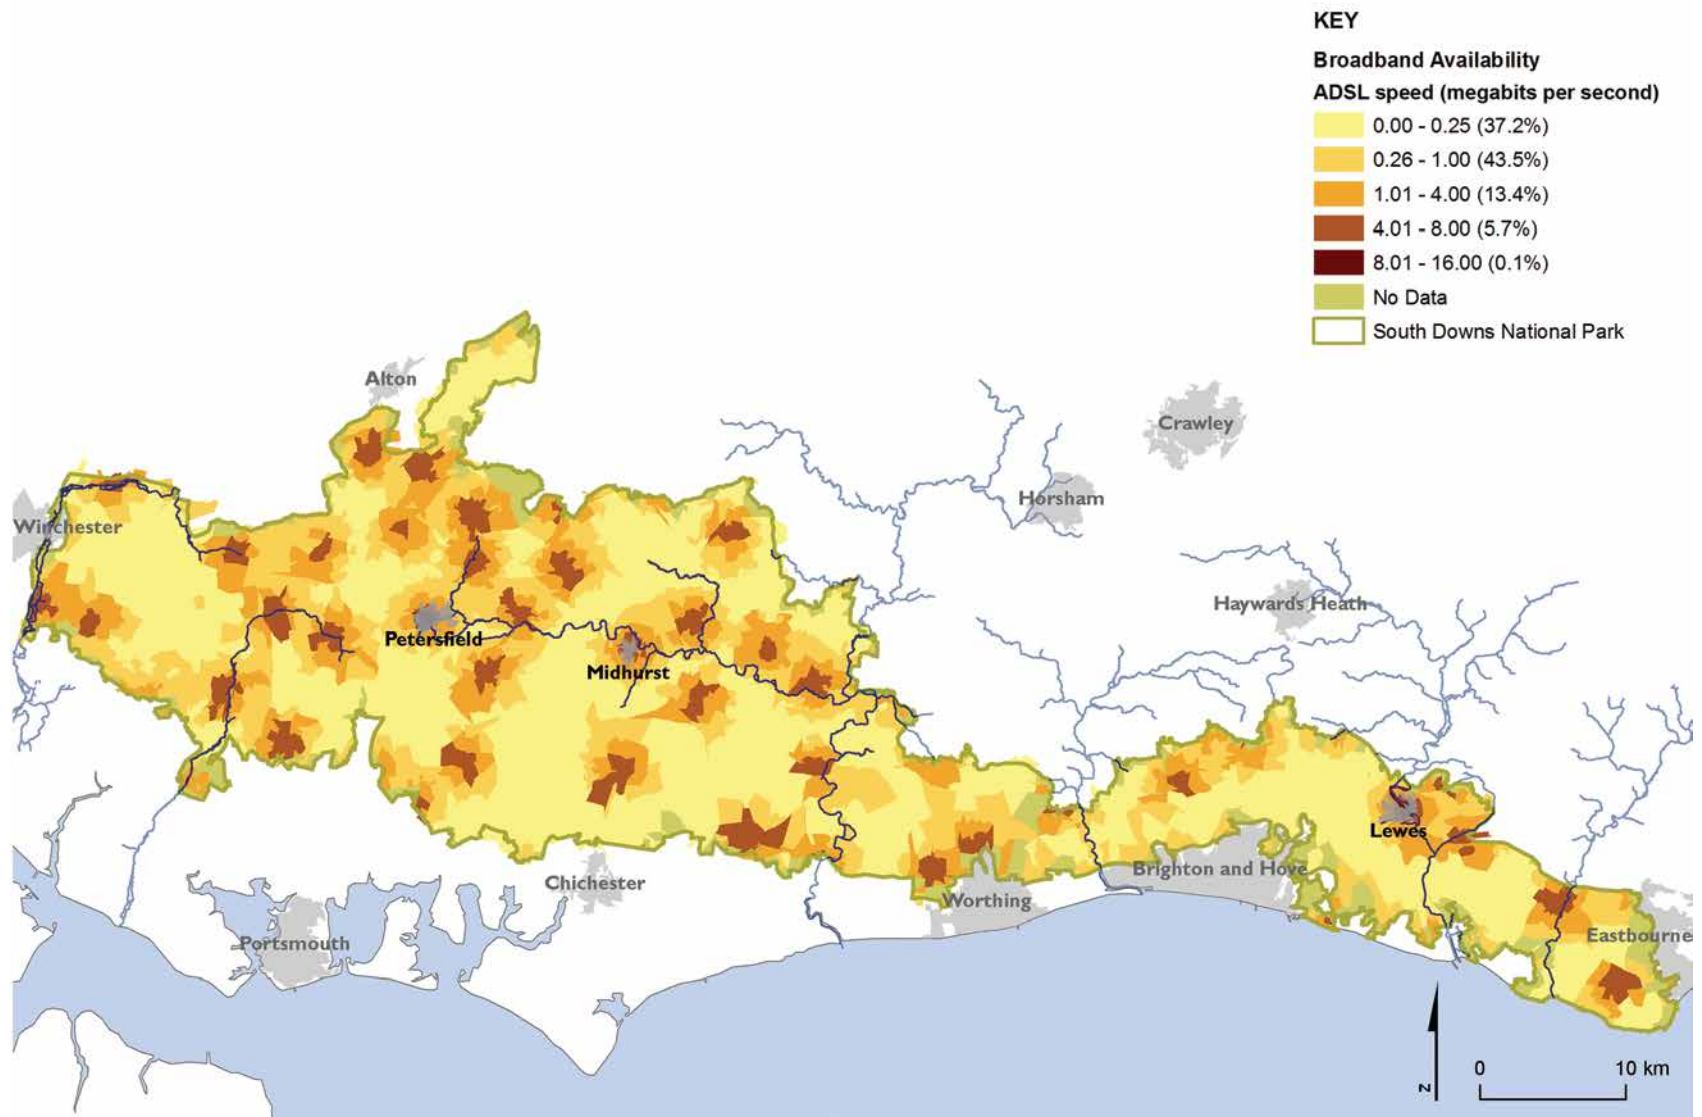 KEY
Broadband Availability
ADSL speed (megabits per second)
0.00 - 0.25 (37.2%)
0.26 - 1.00 (43.5%)
1.01 - 4.00 (13.4%)
4.01 - 8.00 (5.7%)
8.01 - 16.00 (0.1%)
No Data
South Downs National Park
Alton
Crawley
Horsham
Winchester
Haywards Heath
Petersfield
Midhurst
Lewes
Brighton and Hove
Chichester
Worthing
Portsmouth
Eastbourne
0 10 km
N